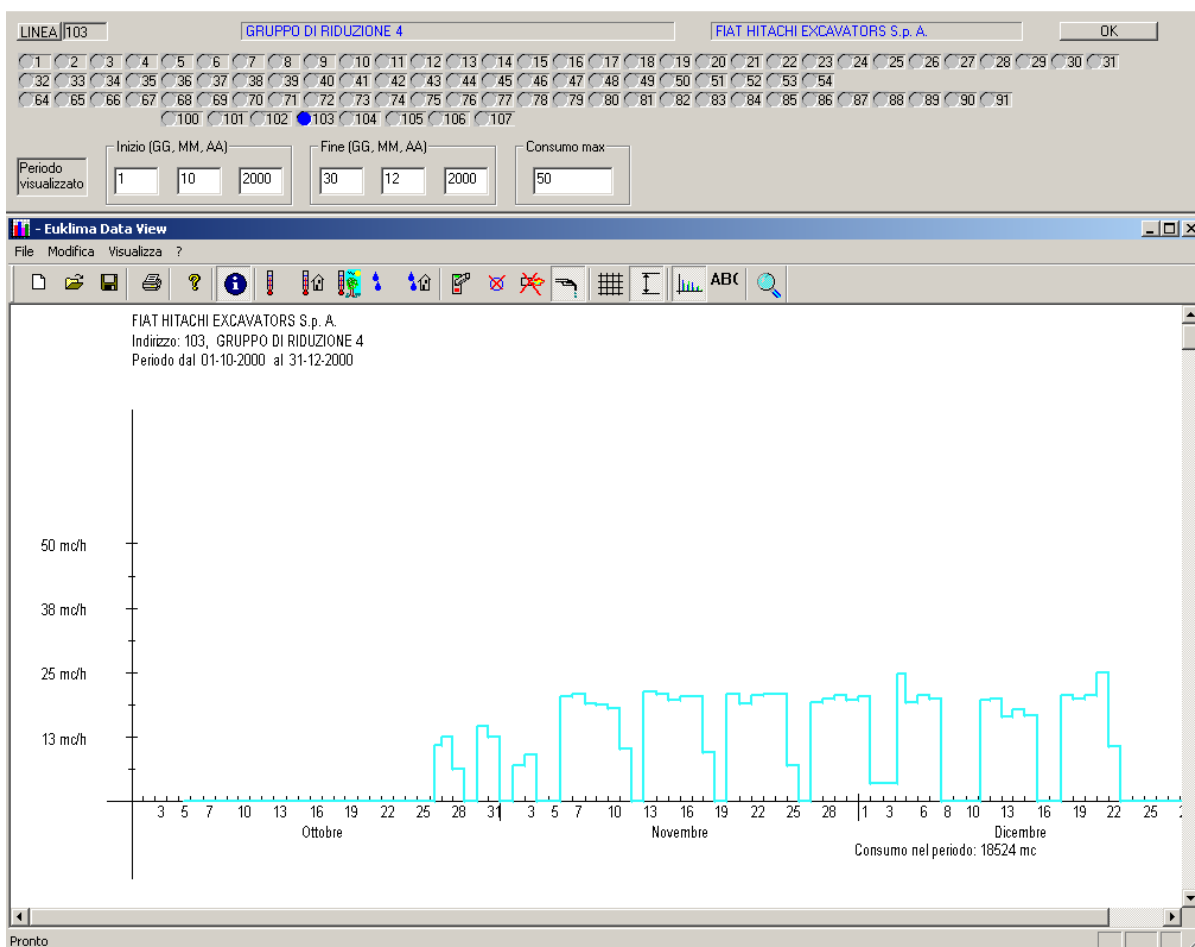 LINEA 103 GRUPPO DI RIDUZIONE 4 FIAT HITACHI EXCAVATORS S.p. A. OK
1 2 3 4 5 6 7 8 9 10 11 12 13 14 15 16 17 18 19 20 21 22 23 24 25 26 27 28 29 30 31
32 33 34 35 36 37 38 39 40 41 42 43 44 45 46 47 48 49 50 51 52 53 54
64 65 66 67 68 69 70 71 72 73 74 75 76 77 78 79 80 81 82 83 84 85 86 87 88 89 90 91
100 101 102 103 104 105 106 107
Inizio (GG, MM, AA) Fine (GG, MM, AA) Consumo max
Periodo visualizzato 1 10 2000 30 12 2000 50
- Euklima Data View
File Modifica Visualizza ?
ABC
FIAT HITACHI EXCAVATORS S.p. A.
Indirizzo: 103, GRUPPO DI RIDUZIONE 4
Periodo dal 01-10-2000 al 31-12-2000
50 mc/h
38 mc/h
25 mc/h
13 mc/h
3 5 7 10 13 16 19 22 25 28 31 3 5 7 10 13 16 19 22 25 28 1 3 6 8 10 13 16 19 22 25
Ottobre Novembre Dicembre
Consumo nel periodo: 18524 mc
Pronto